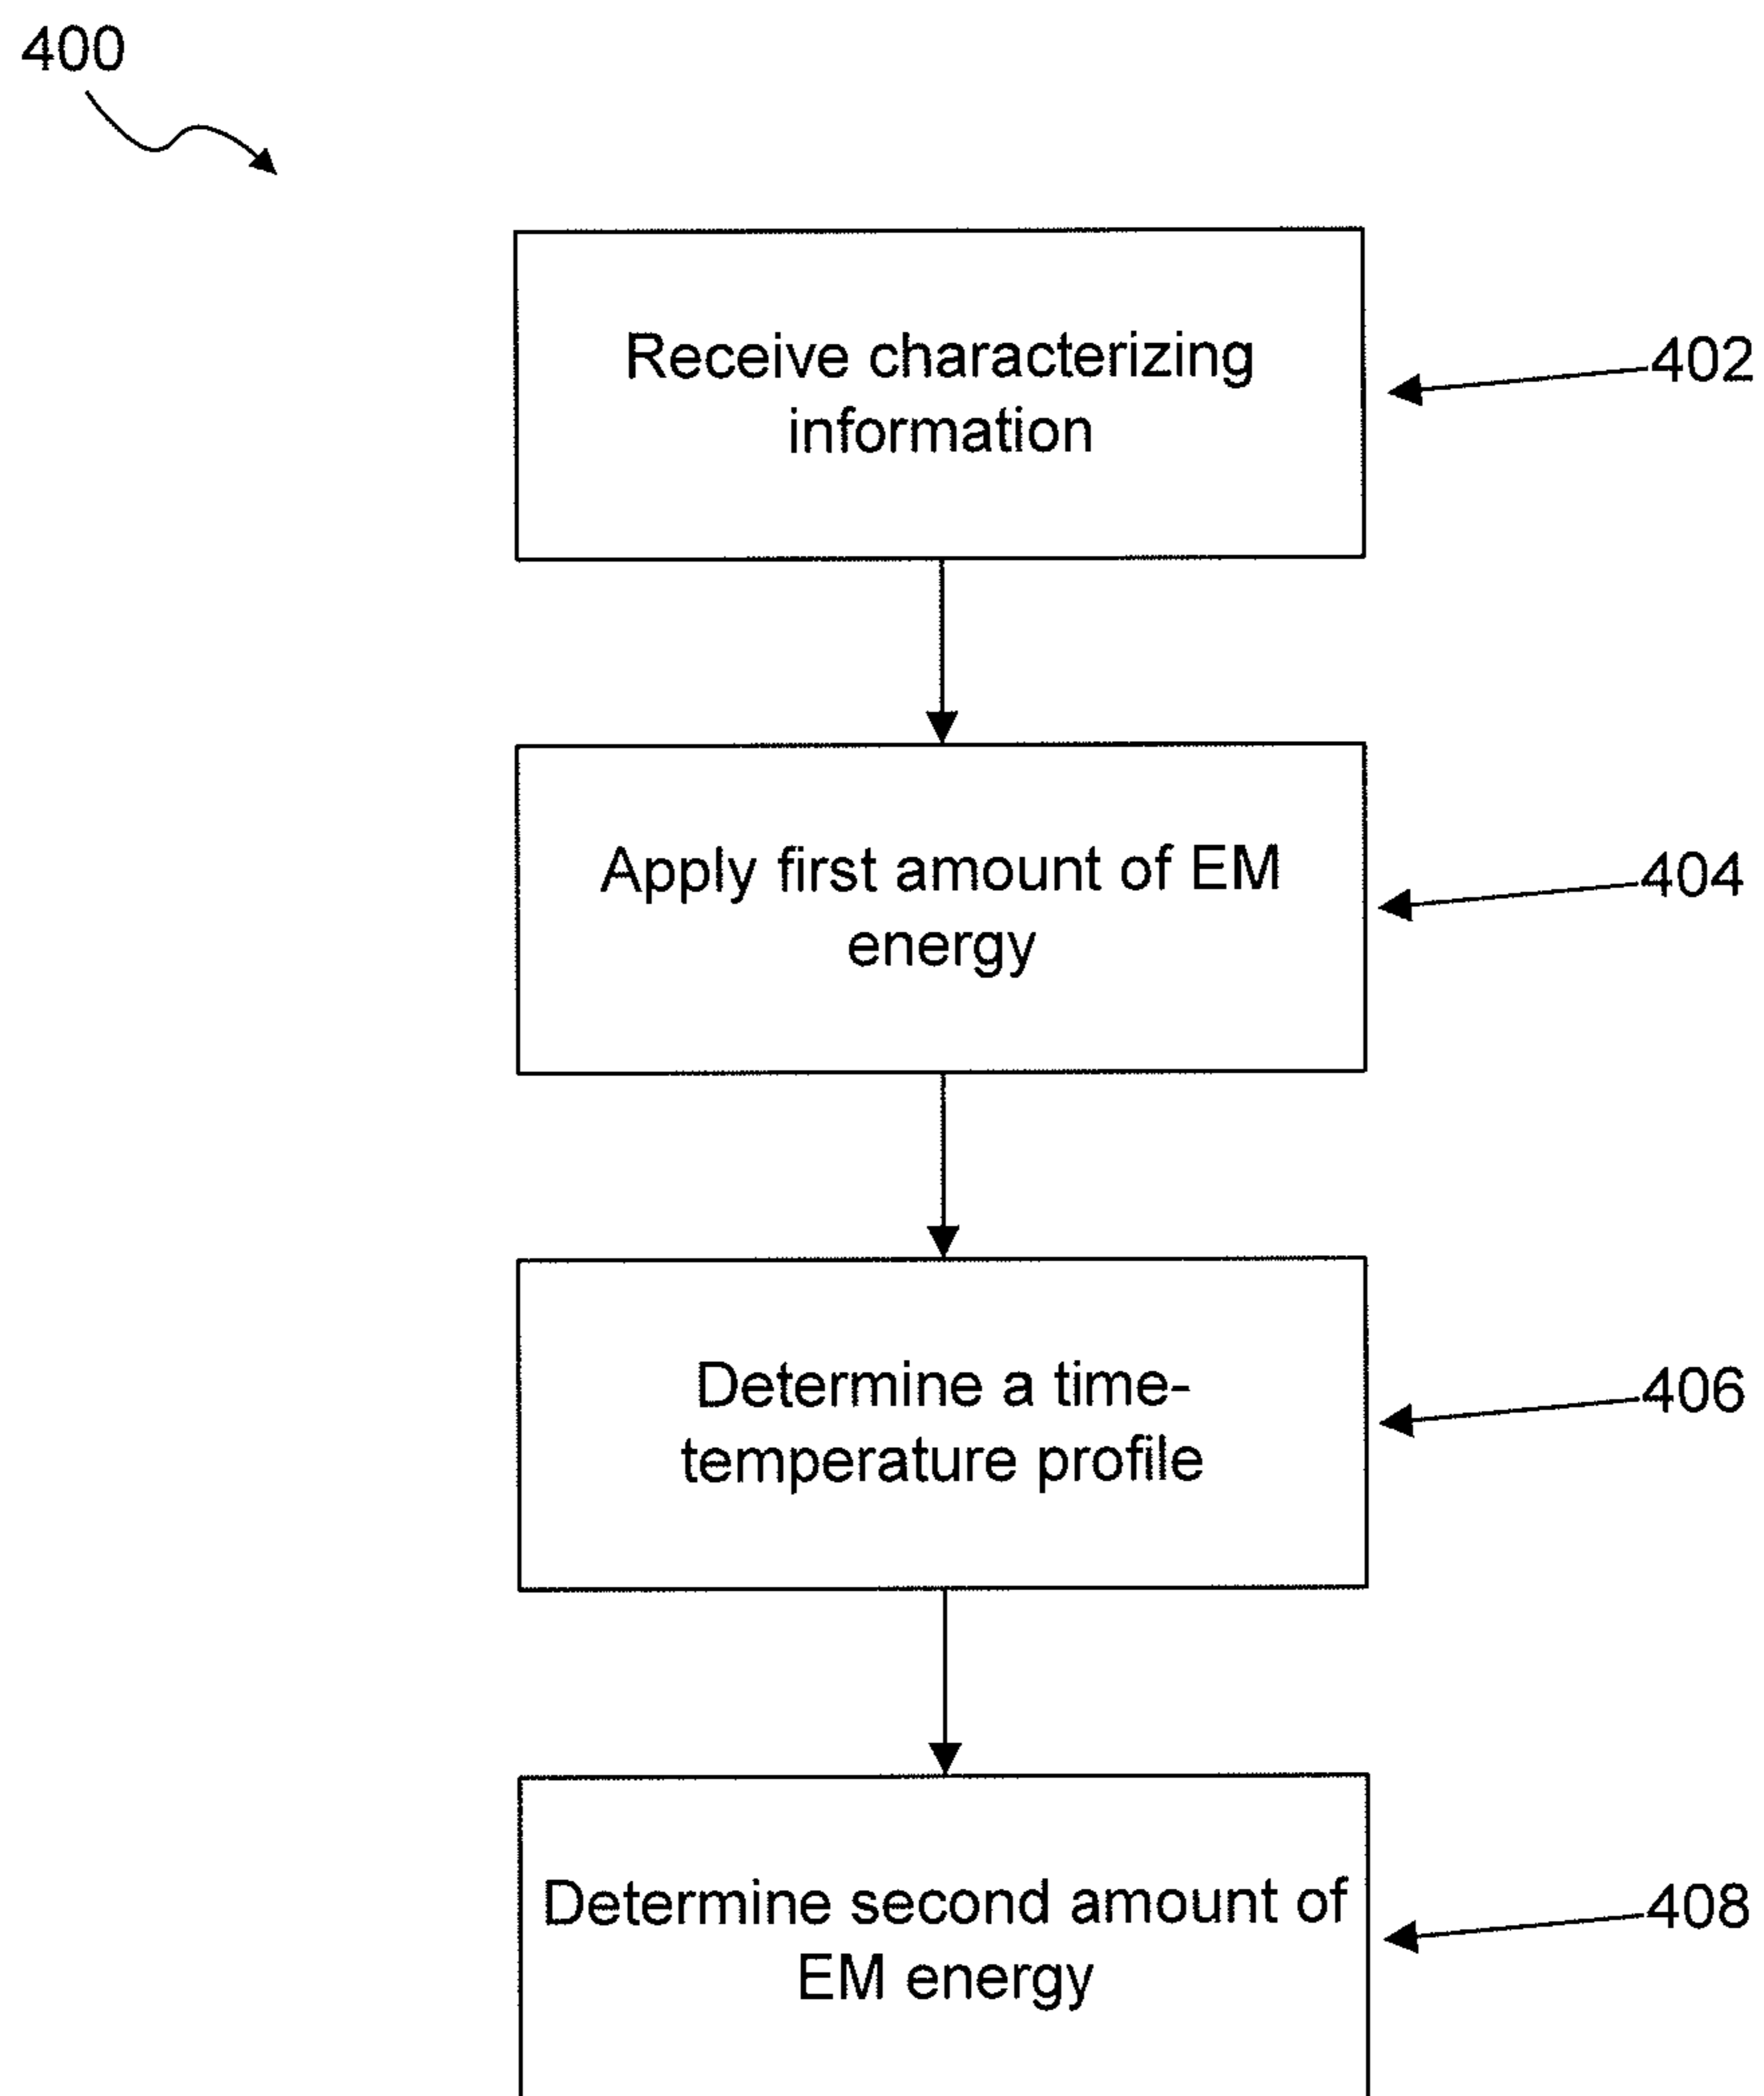 400
Receive characterizing
information
402
Apply first amount of EM
energy
404
Determine a time-
temperature profile
406
Determine second amount of
EM energy
408